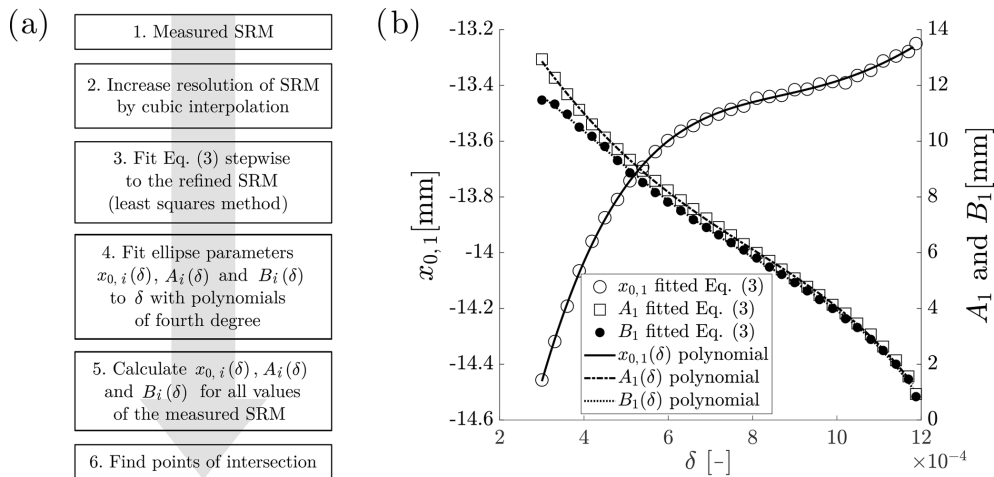 (a)
1. Measured SRM
2. Increase resolution of SRM
by cubic interpolation
3. Fit Eq. (3) stepwise
to the refined SRM
(least squares method)
4. Fit ellipse parameters
x₀, ᵢ(δ), Aᵢ(δ) and Bᵢ(δ)
to δ with polynomials
of fourth degree
5. Calculate x₀, ᵢ(δ), Aᵢ(δ)
and Bᵢ(δ) for all values
of the measured SRM
6. Find points of intersection
(b)
-13.2
-13.4
-13.6
-13.8
-14
-14.2
-14.4
-14.6
x₀,₁[mm]
14
12
10
8
6
4
2
0
A₁ and B₁[mm]
x₀,₁ fitted Eq. (3)
A₁ fitted Eq. (3)
B₁ fitted Eq. (3)
x₀,₁(δ) polynomial
A₁(δ) polynomial
B₁(δ) polynomial
2 4 6 8 10 12
δ [–]
×10⁻⁴